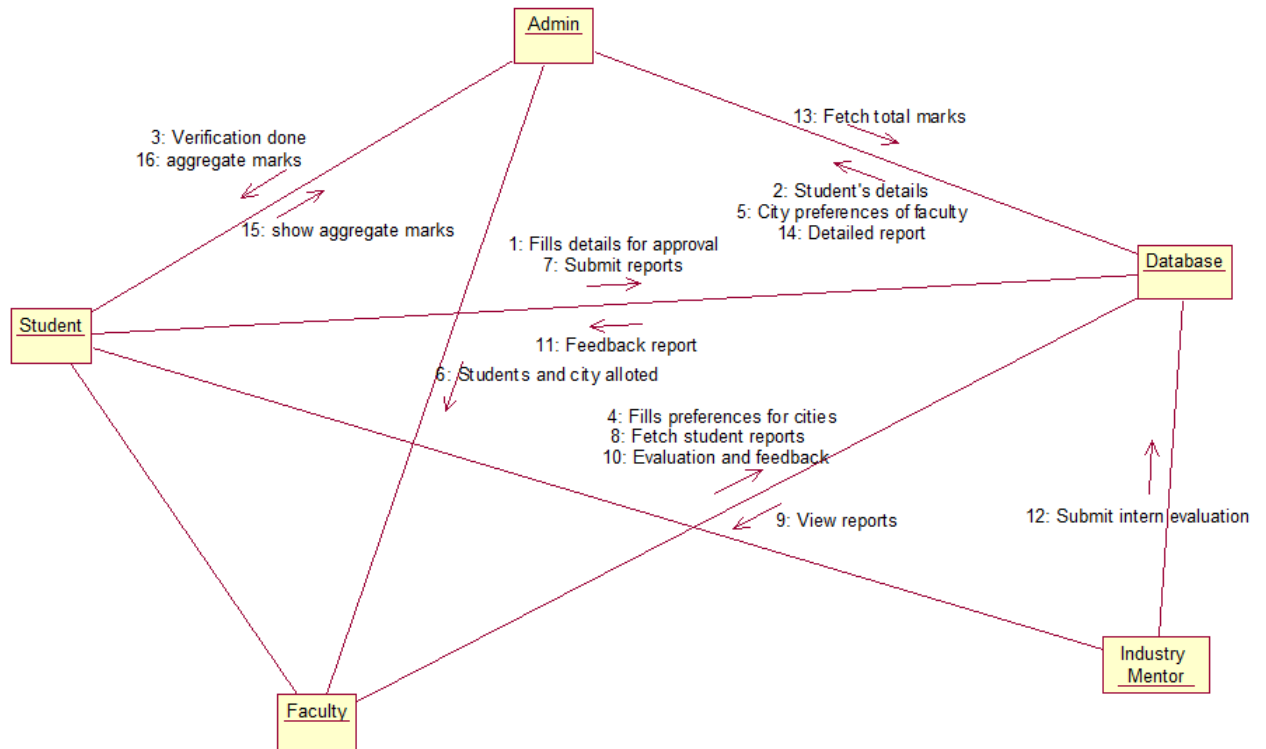 Admin
13: Fetch total marks
3: Verification done
16: aggregate marks
2: Student's details
5: City preferences of faculty
14: Detailed report
15: show aggregate marks
1: Fills details for approval
7: Submit reports
Database
Student
11: Feedback report
6: Students and city alloted
4: Fills preferences for cities
8: Fetch student reports
10: Evaluation and feedback
9: View reports
12: Submit intern evaluation
Industry
Mentor
Faculty